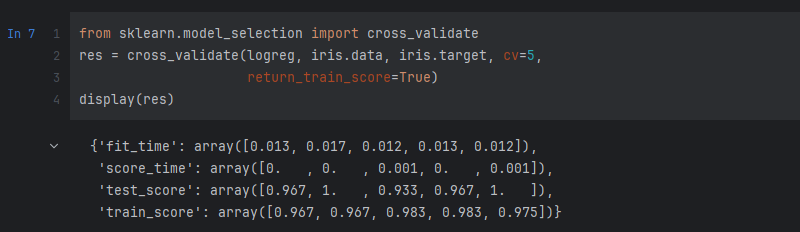 In 7 1 from sklearn.model_selection import cross_validate
2 res = cross_validate(logreg, iris.data, iris.target, cv=5,
3                      return_train_score=True)
4 display(res)
{'fit_time': array([0.013, 0.017, 0.012, 0.013, 0.012]),
 'score_time': array([0.   , 0.   , 0.001, 0.   , 0.001]),
 'test_score': array([0.967, 1.   , 0.933, 0.967, 1.   ]),
 'train_score': array([0.967, 0.967, 0.983, 0.983, 0.975])}